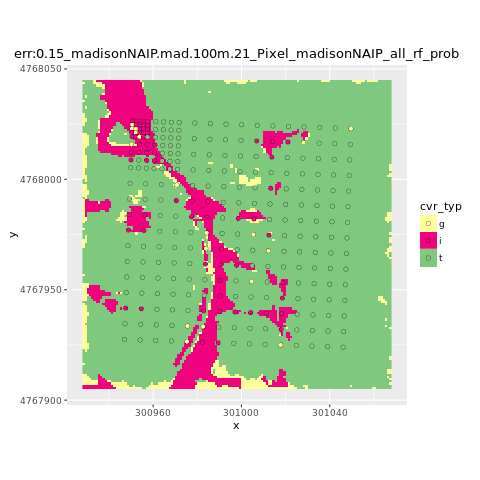 err:0.15_madisonNAIP.mad.100m.21_Pixel_madisonNAIP_all_rf_prob
4768050
4768000
4767950
4767900
y
300960
301000
301040
x
cvr_typ
g
i
t